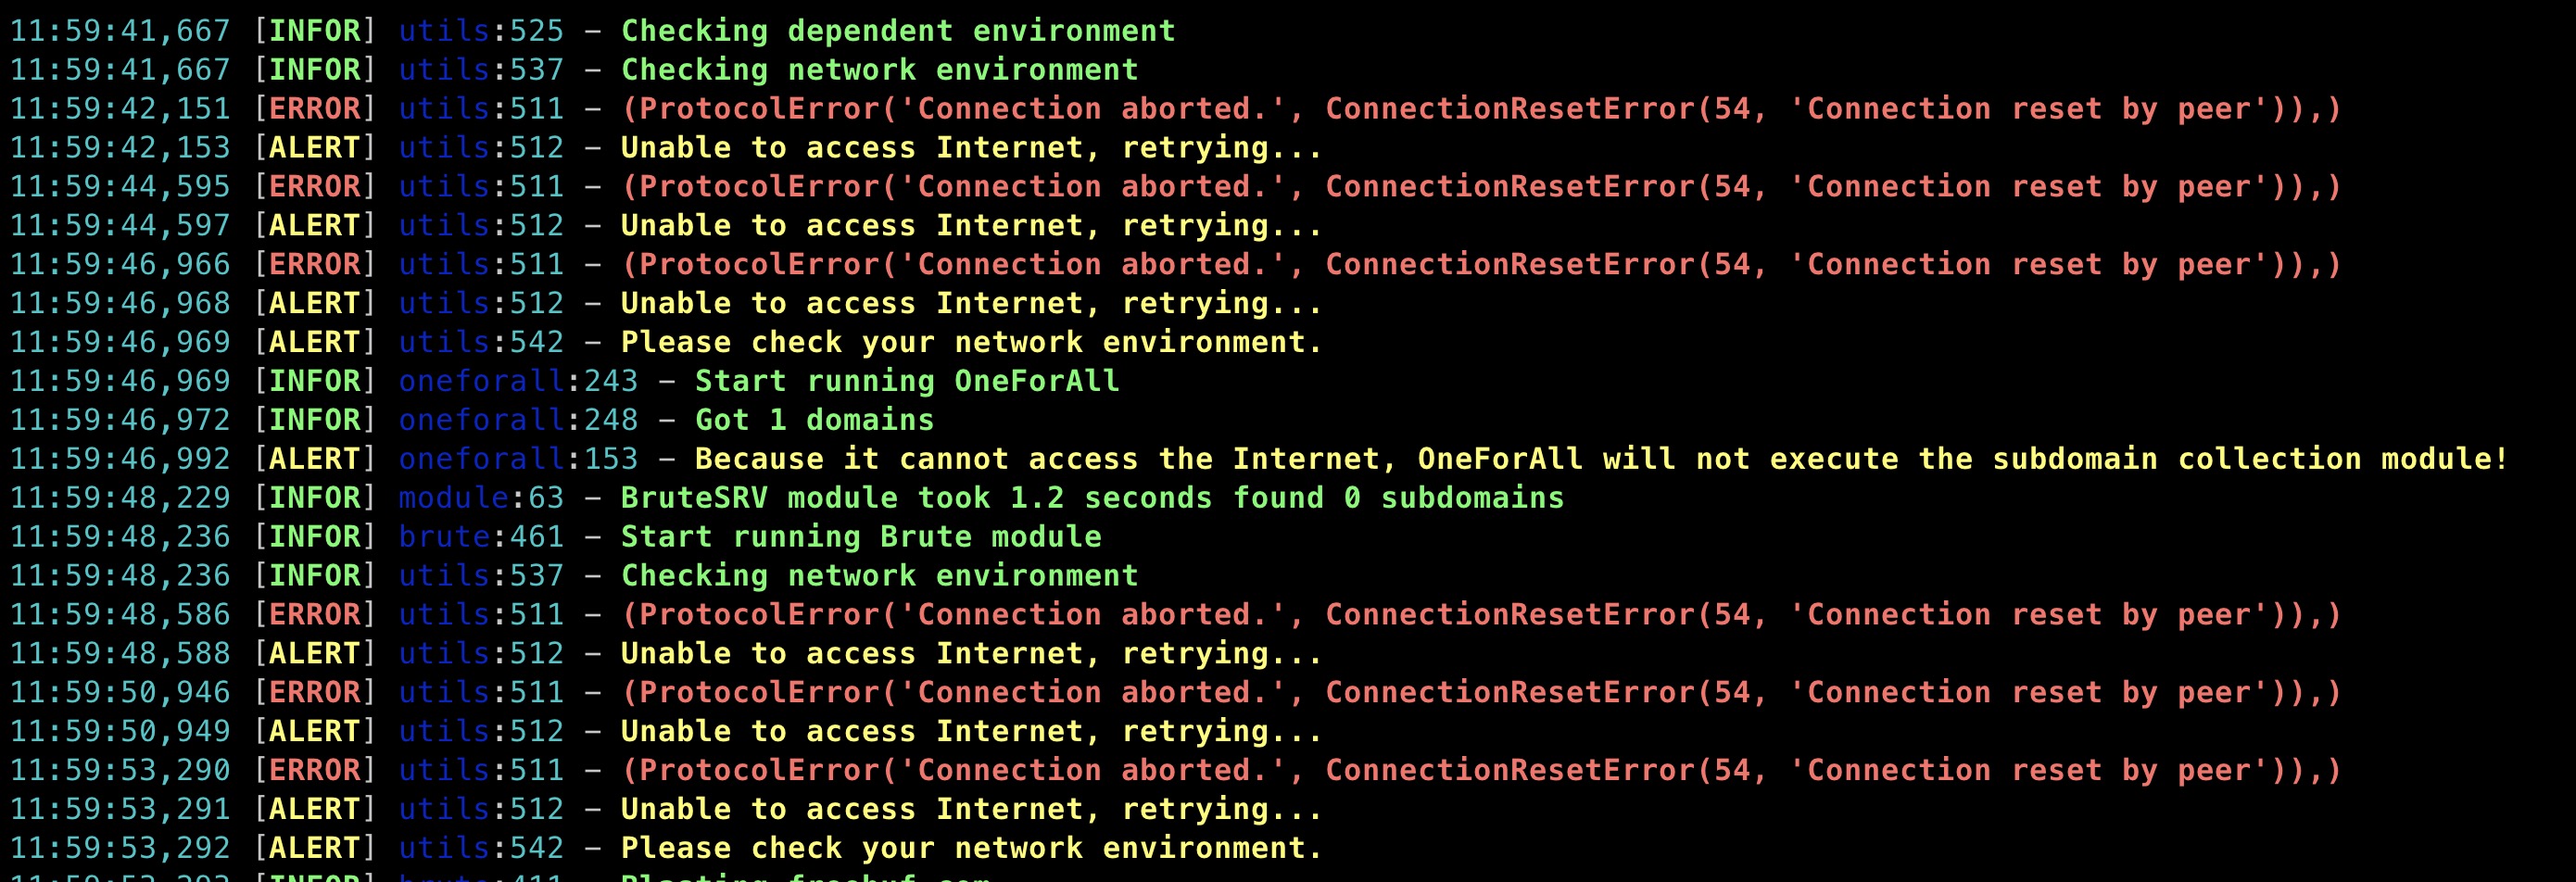 11:59:41,667 [INFOR] utils:525 - Checking dependent environment
11:59:41,667 [INFOR] utils:537 - Checking network environment
11:59:42,151 [ERROR] utils:511 - (ProtocolError('Connection aborted.', ConnectionResetError(54, 'Connection reset by peer')),)
11:59:42,153 [ALERT] utils:512 - Unable to access Internet, retrying...
11:59:44,595 [ERROR] utils:511 - (ProtocolError('Connection aborted.', ConnectionResetError(54, 'Connection reset by peer')),)
11:59:44,597 [ALERT] utils:512 - Unable to access Internet, retrying...
11:59:46,966 [ERROR] utils:511 - (ProtocolError('Connection aborted.', ConnectionResetError(54, 'Connection reset by peer')),)
11:59:46,968 [ALERT] utils:512 - Unable to access Internet, retrying...
11:59:46,969 [ALERT] utils:542 - Please check your network environment.
11:59:46,969 [INFOR] oneforall:243 - Start running OneForAll
11:59:46,972 [INFOR] oneforall:248 - Got 1 domains
11:59:46,992 [ALERT] oneforall:153 - Because it cannot access the Internet, OneForAll will not execute the subdomain collection module!
11:59:48,229 [INFOR] module:63 - BruteSRV module took 1.2 seconds found 0 subdomains
11:59:48,236 [INFOR] brute:461 - Start running Brute module
11:59:48,236 [INFOR] utils:537 - Checking network environment
11:59:48,586 [ERROR] utils:511 - (ProtocolError('Connection aborted.', ConnectionResetError(54, 'Connection reset by peer')),)
11:59:48,588 [ALERT] utils:512 - Unable to access Internet, retrying...
11:59:50,946 [ERROR] utils:511 - (ProtocolError('Connection aborted.', ConnectionResetError(54, 'Connection reset by peer')),)
11:59:50,949 [ALERT] utils:512 - Unable to access Internet, retrying...
11:59:53,290 [ERROR] utils:511 - (ProtocolError('Connection aborted.', ConnectionResetError(54, 'Connection reset by peer')),)
11:59:53,291 [ALERT] utils:512 - Unable to access Internet, retrying...
11:59:53,292 [ALERT] utils:542 - Please check your network environment.